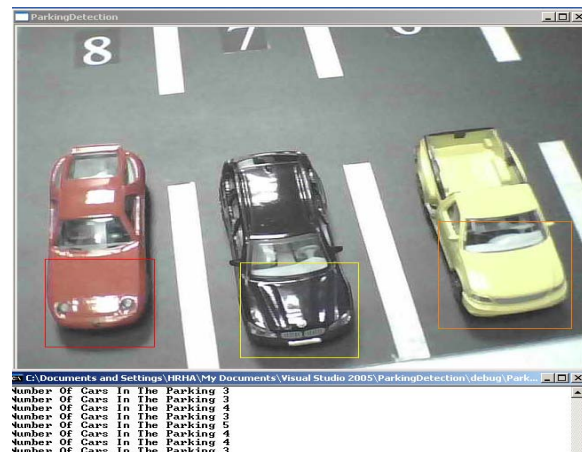 ParkingDetection
8 7
C:\Documents and Settings\HRHA\My Documents\Visual Studio 2005\ParkingDetection\debug\Park...
Number Of Cars In The Parking 3
Number Of Cars In The Parking 3
Number Of Cars In The Parking 4
Number Of Cars In The Parking 3
Number Of Cars In The Parking 5
Number Of Cars In The Parking 4
Number Of Cars In The Parking 4
Number Of Cars In The Parking 3